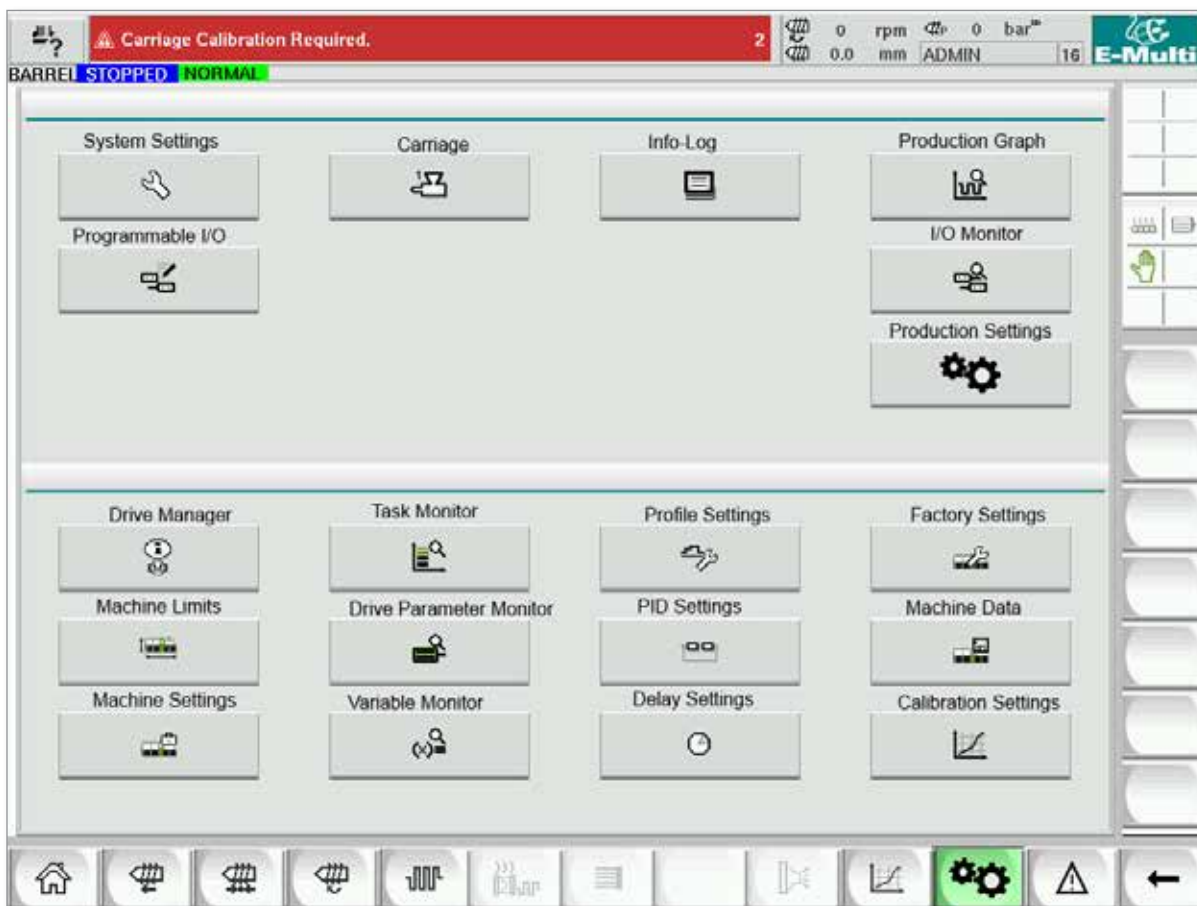 Carriage Calibration Required. 2
0 rpm 0 bar
0.0 mm ADMIN 16
E-Multi
BARREL STOPPED NORMAL
System Settings Carriage Info-Log Production Graph
Programmable I/O I/O Monitor
Production Settings
Drive Manager Task Monitor Profile Settings Factory Settings
Machine Limits Drive Parameter Monitor PID Settings Machine Data
Machine Settings Variable Monitor Delay Settings Calibration Settings